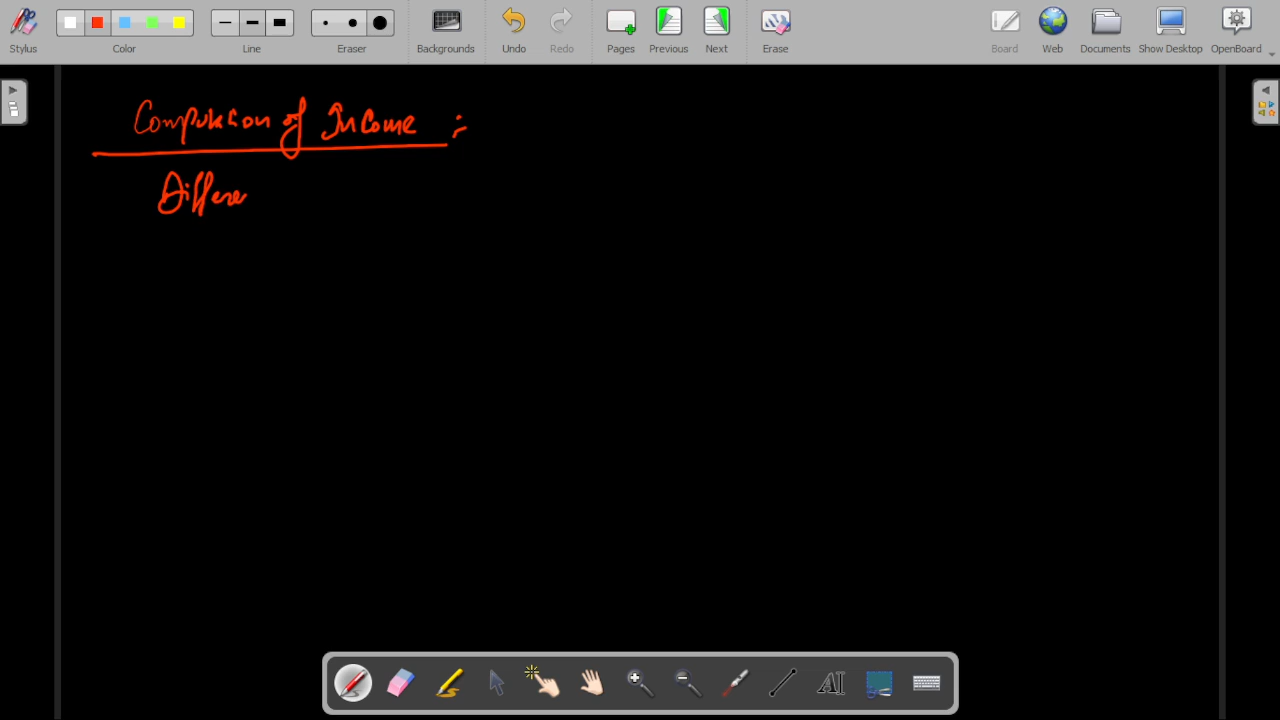 Stylus
Color
Line
Eraser
Backgrounds
Undo
Redo
Pages
Previous
Next
Erase
Board
Web
Documents
Show Desktop
OpenBoard
Computation of Income :-
Differe
AI